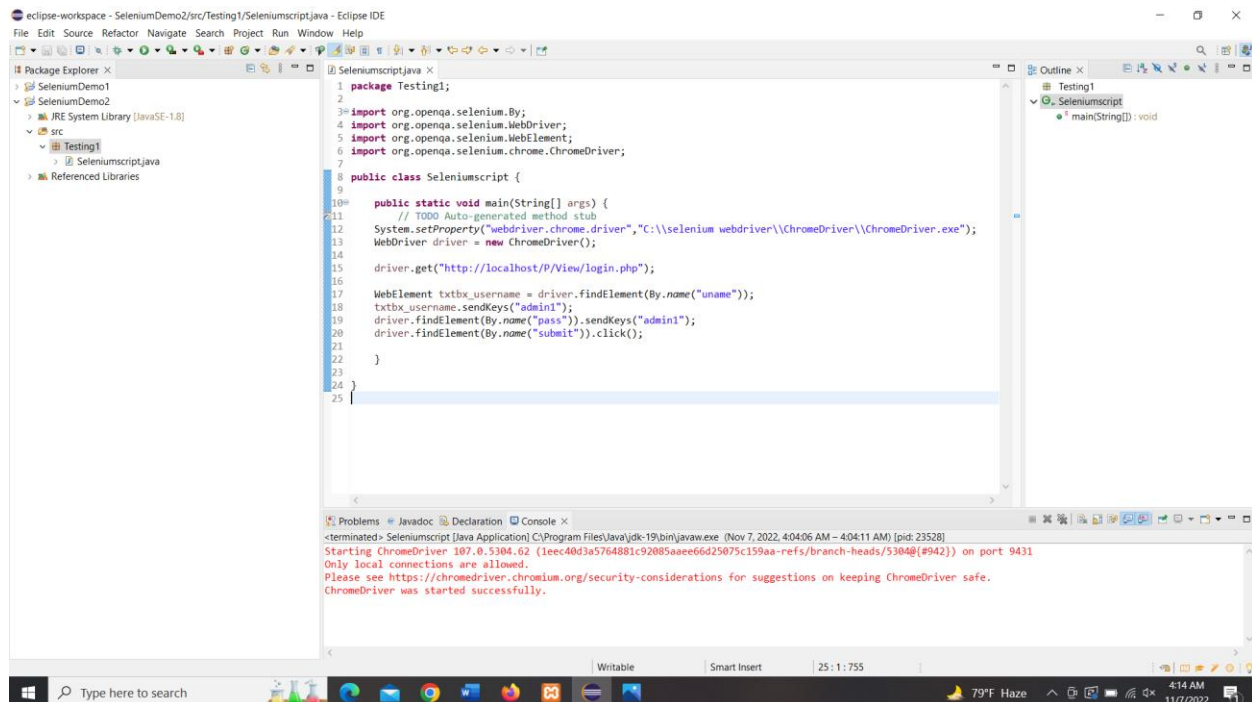 eclipse-workspace - SeleniumDemo2/src/Testing1/Seleniumscript.java - Eclipse IDE
File Edit Source Refactor Navigate Search Project Run Window Help
Package Explorer
SeleniumDemo1
SeleniumDemo2
JRE System Library [JavaSE-1.8]
src
Testing1
Seleniumscript.java
Referenced Libraries
Seleniumscript.java
1 package Testing1;
2
3 import org.openqa.selenium.By;
4 import org.openqa.selenium.WebDriver;
5 import org.openqa.selenium.WebElement;
6 import org.openqa.selenium.chrome.ChromeDriver;
7
8 public class Seleniumscript {
9
10 public static void main(String[] args) {
11 // TODO Auto-generated method stub
12 System.setProperty("webdriver.chrome.driver","C:\\selenium webdriver\\ChromeDriver\\ChromeDriver.exe");
13 WebDriver driver = new ChromeDriver();
14
15 driver.get("http://localhost/P/View/login.php");
16
17 WebElement txtbx_username = driver.findElement(By.name("uname"));
18 txtbx_username.sendKeys("admin1");
19 driver.findElement(By.name("pass")).sendKeys("admin1");
20 driver.findElement(By.name("submit")).click();
21
22 }
23
24 }
25
Outline
Testing1
Seleniumscript
main(String[]) : void
Problems Javadoc Declaration Console
<terminated> Seleniumscript [Java Application] C:\Program Files\Java\jdk-19\bin\javaw.exe (Nov 7, 2022, 4:04:06 AM – 4:04:11 AM) [pid: 23528]
Starting ChromeDriver 107.0.5304.62 (1eec40d3a5764881c92085aaee66d25075c159aa-refs/branch-heads/5304@{#942}) on port 9431
Only local connections are allowed.
Please see https://chromedriver.chromium.org/security-considerations for suggestions on keeping ChromeDriver safe.
ChromeDriver was started successfully.
Writable Smart Insert 25 : 1 : 755
Type here to search
79°F Haze
4:14 AM
11/7/2022